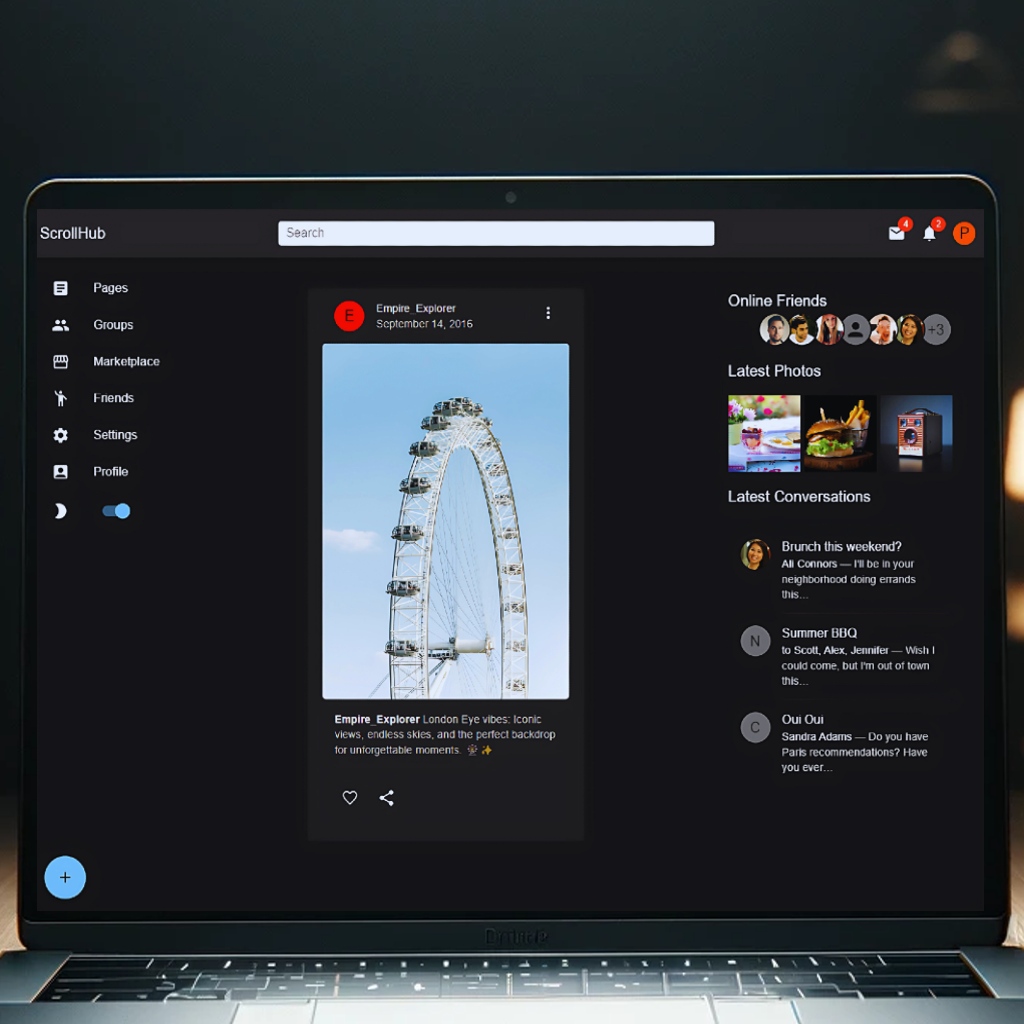 ScrollHub
Search
4
2
P
Pages
Groups
Marketplace
Friends
Settings
Profile
+
E
Empire_Explorer
September 14, 2016
Empire_Explorer London Eye vibes: Iconic
views, endless skies, and the perfect backdrop
for unforgettable moments. 🎡✨
Online Friends
+3
Latest Photos
Latest Conversations
Brunch this weekend?
Ali Connors — I'll be in your
neighborhood doing errands
this...
N
Summer BBQ
to Scott, Alex, Jennifer — Wish I
could come, but I'm out of town
this...
C
Oui Oui
Sandra Adams — Do you have
Paris recommendations? Have
you ever...